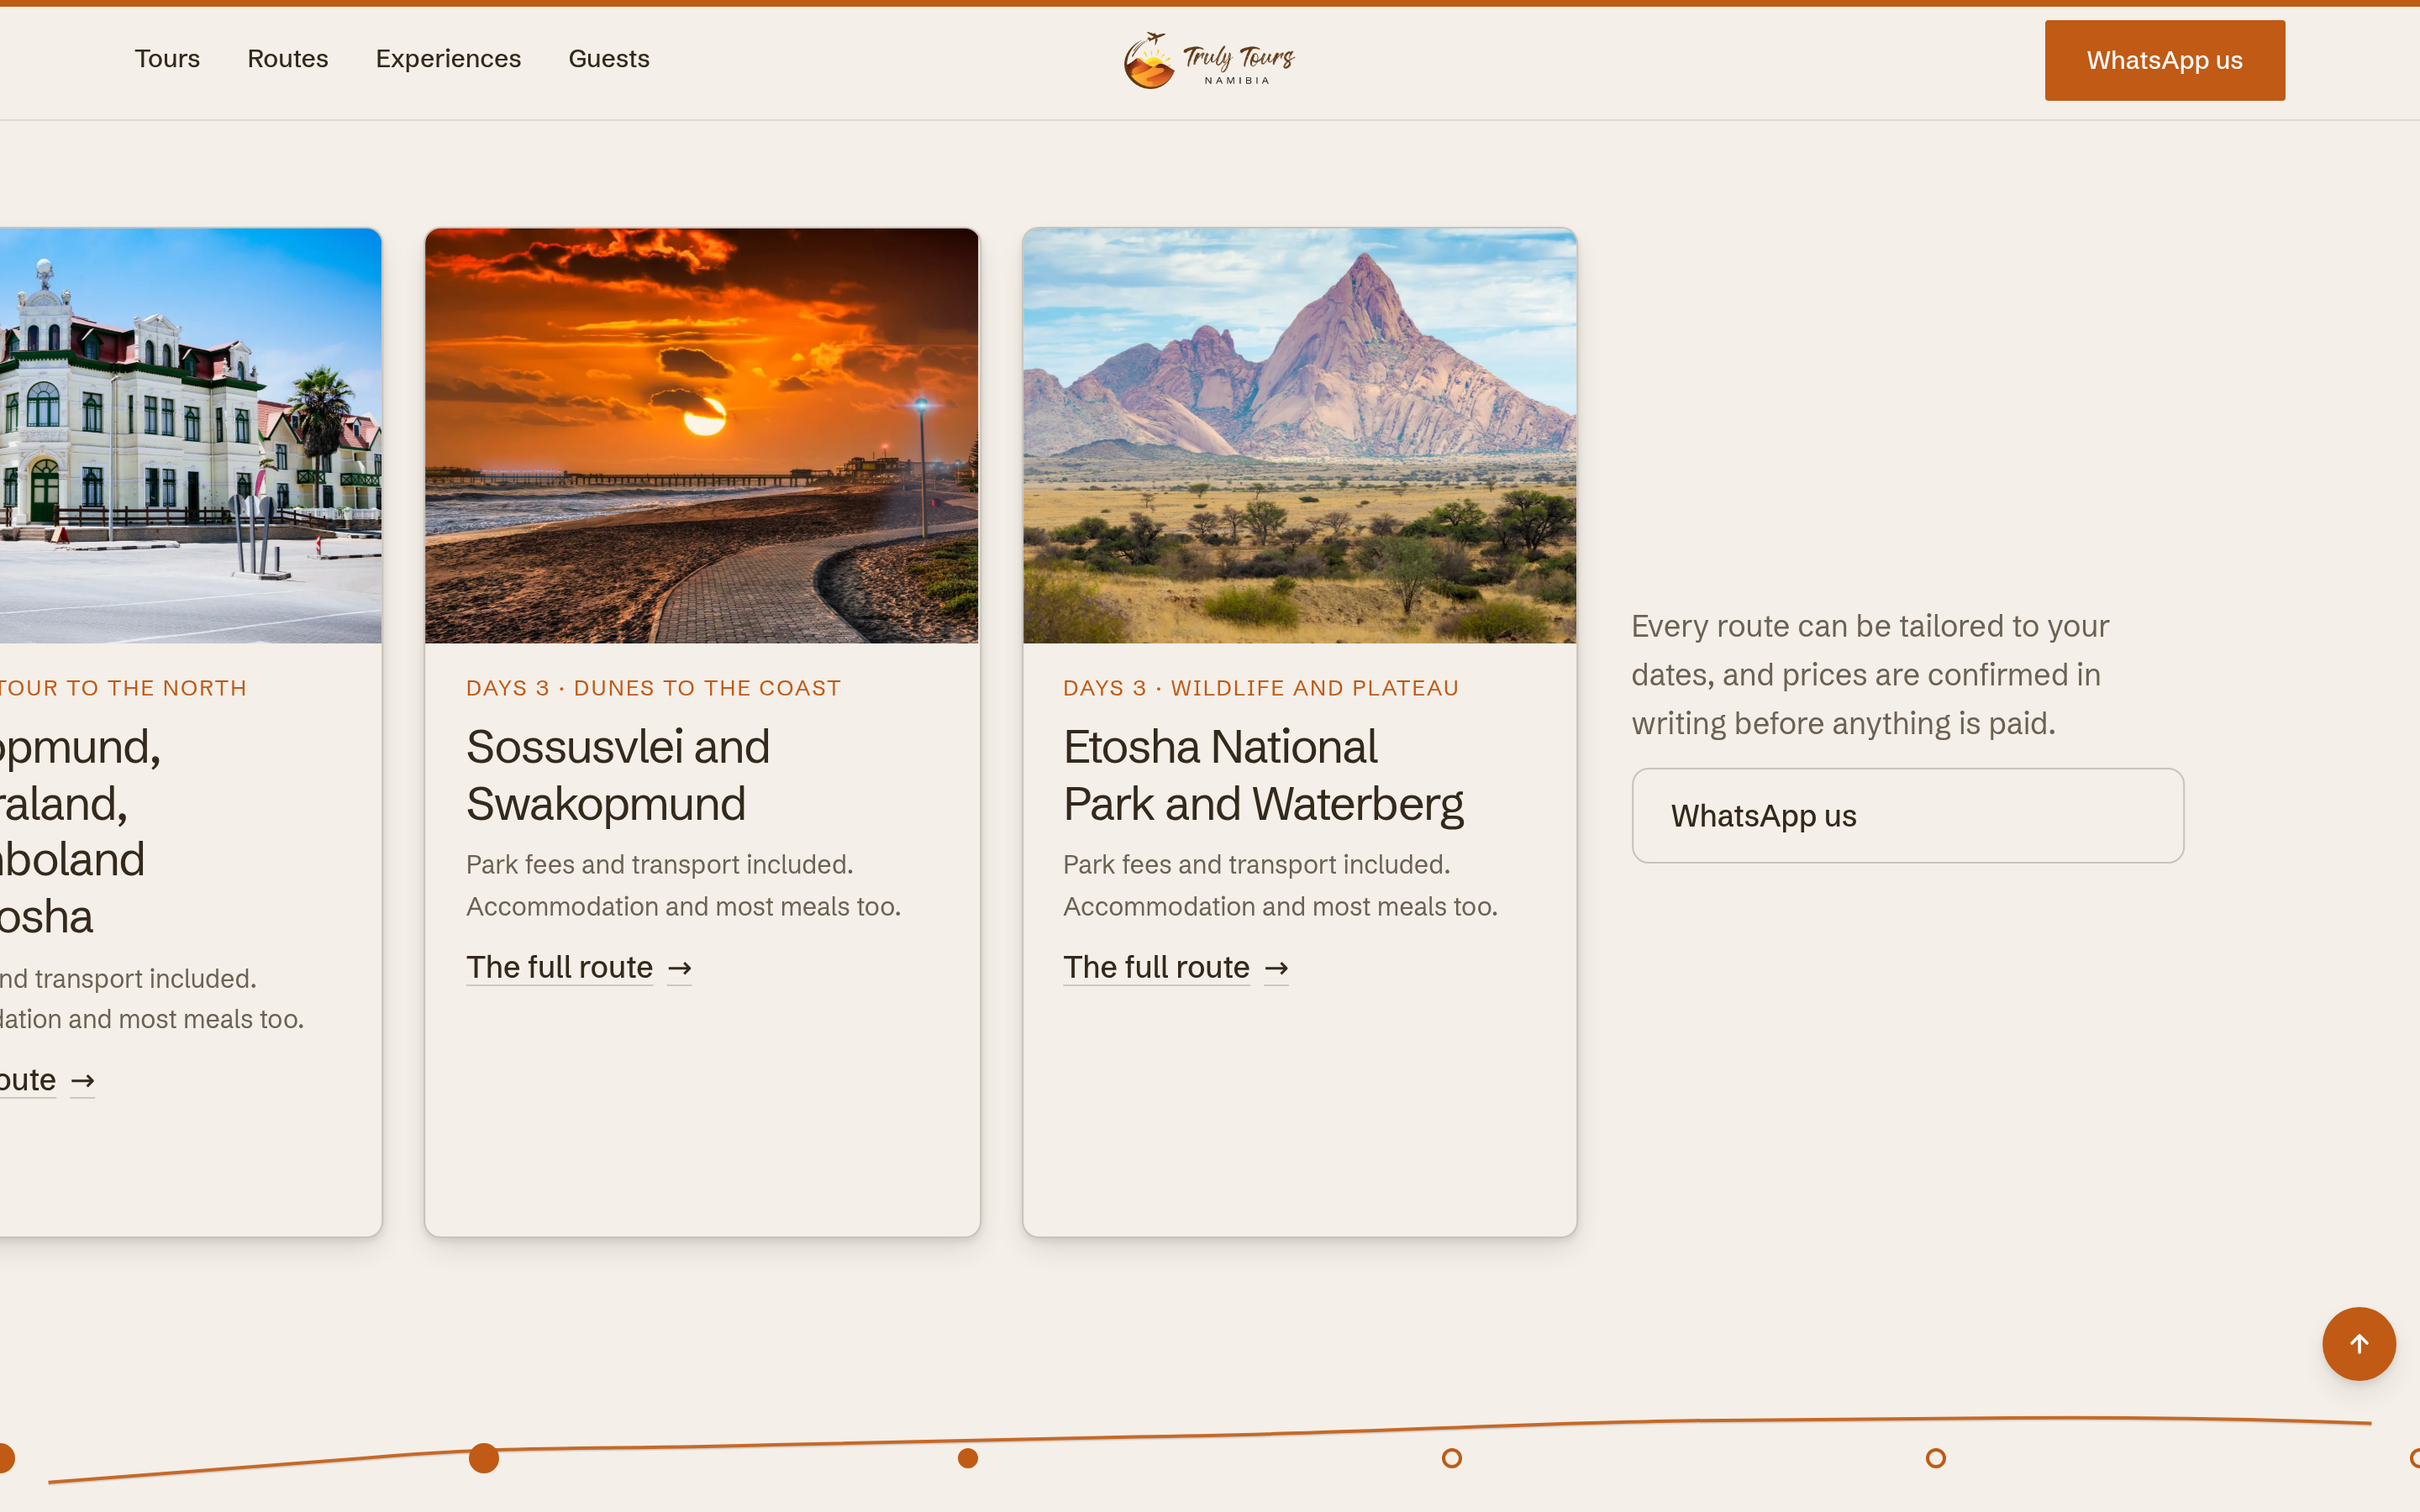 Tours
Routes
Experiences
Guests
Truly Tours
NAMIBIA
WhatsApp us
TOUR TO THE NORTH
opmund,
raland,
boland
osha
nd transport included.
dation and most meals too.
oute →
DAYS 3 · DUNES TO THE COAST
Sossusvlei and
Swakopmund
Park fees and transport included.
Accommodation and most meals too.
The full route →
DAYS 3 · WILDLIFE AND PLATEAU
Etosha National
Park and Waterberg
Park fees and transport included.
Accommodation and most meals too.
The full route →
Every route can be tailored to your
dates, and prices are confirmed in
writing before anything is paid.
WhatsApp us